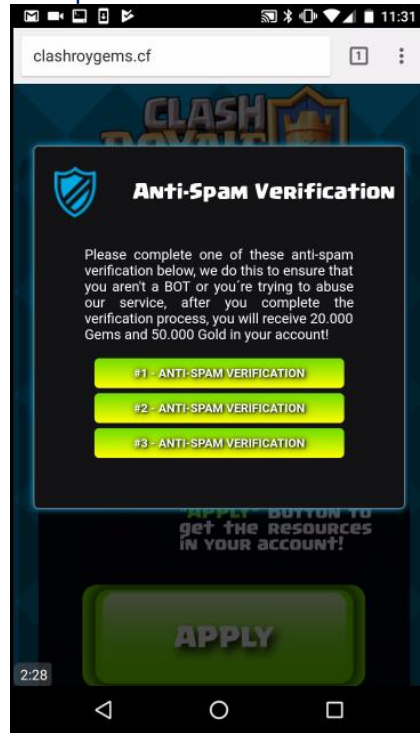 11:31
clashroygems.cf
1
CLASH
ROYALE
Anti-Spam Verification
Please complete one of these anti-spam
verification below, we do this to ensure that
you aren't a BOT or you´re trying to abuse
our service, after you complete the
verification process, you will receive 20.000
Gems and 50.000 Gold in your account!
#1 - ANTI-SPAM VERIFICATION
#2 - ANTI-SPAM VERIFICATION
#3 - ANTI-SPAM VERIFICATION
"APPLY" BUTTON TO
get the resources
in your account!
APPLY
2:28